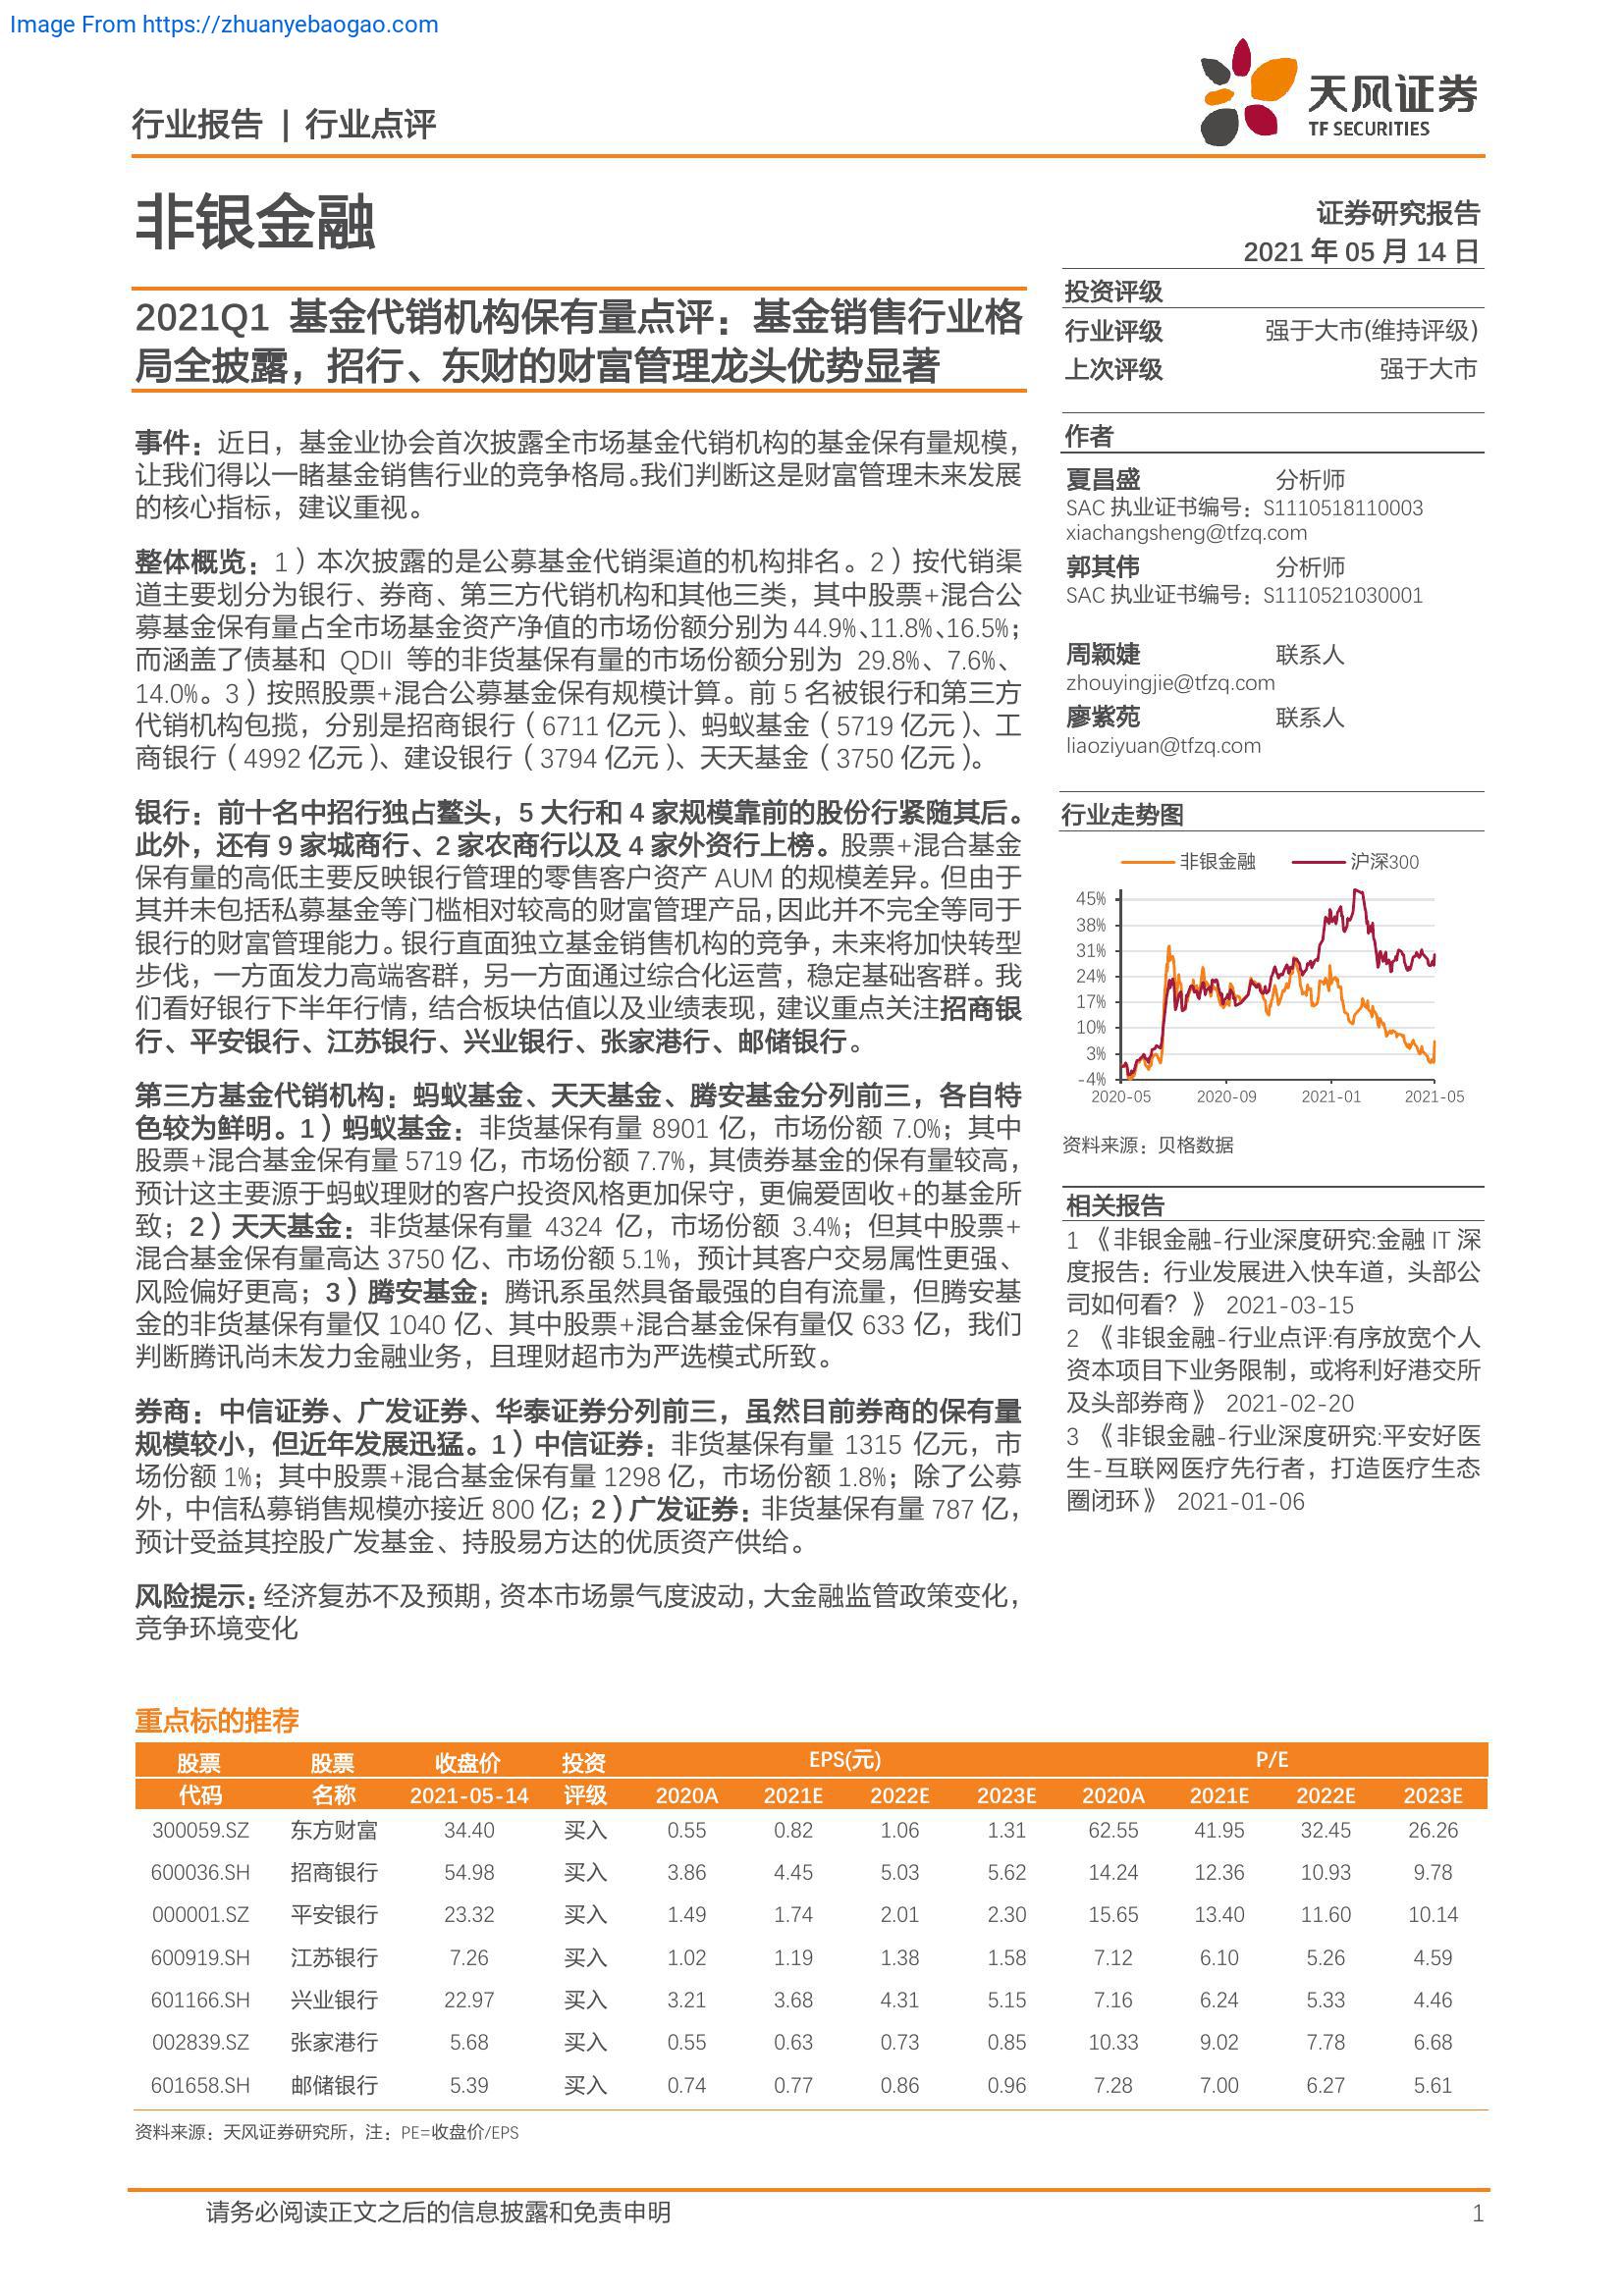 Image From https://zhuanyebaogao.com
行业报告 | 行业点评
天风证券
TF SECURITIES
非银金融
证券研究报告
2021 年 05 月 14 日
2021Q1 基金代销机构保有量点评：基金销售行业格
局全披露，招行、东财的财富管理龙头优势显著
事件：近日，基金业协会首次披露全市场基金代销机构的基金保有量规模，
让我们得以一睹基金销售行业的竞争格局。我们判断这是财富管理未来发展
的核心指标，建议重视。
整体概览：1）本次披露的是公募基金代销渠道的机构排名。2）按代销渠
道主要划分为银行、券商、第三方代销机构和其他三类，其中股票+混合公
募基金保有量占全市场基金资产净值的市场份额分别为 44.9%、11.8%、16.5%；
而涵盖了债基和 QDII 等的非货基保有量的市场份额分别为 29.8%、7.6%、
14.0%。3）按照股票+混合公募基金保有规模计算。前 5 名被银行和第三方
代销机构包揽，分别是招商银行（6711 亿元）、蚂蚁基金（5719 亿元）、工
商银行（4992 亿元）、建设银行（3794 亿元）、天天基金（3750 亿元）。
银行：前十名中招行独占鳌头，5 大行和 4 家规模靠前的股份行紧随其后。
此外，还有 9 家城商行、2 家农商行以及 4 家外资行上榜。股票+混合基金
保有量的高低主要反映银行管理的零售客户资产 AUM 的规模差异。但由于
其并未包括私募基金等门槛相对较高的财富管理产品，因此并不完全等同于
银行的财富管理能力。银行直面独立基金销售机构的竞争，未来将加快转型
步伐，一方面发力高端客群，另一方面通过综合化运营，稳定基础客群。我
们看好银行下半年行情，结合板块估值以及业绩表现，建议重点关注招商银
行、平安银行、江苏银行、兴业银行、张家港行、邮储银行。
第三方基金代销机构：蚂蚁基金、天天基金、腾安基金分列前三，各自特
色较为鲜明。1）蚂蚁基金：非货基保有量 8901 亿，市场份额 7.0%；其中
股票+混合基金保有量 5719 亿，市场份额 7.7%，其债券基金的保有量较高，
预计这主要源于蚂蚁理财的客户投资风格更加保守，更偏爱固收+的基金所
致；2）天天基金：非货基保有量 4324 亿，市场份额 3.4%；但其中股票+
混合基金保有量高达 3750 亿、市场份额 5.1%，预计其客户交易属性更强、
风险偏好更高；3）腾安基金：腾讯系虽然具备最强的自有流量，但腾安基
金的非货基保有量仅 1040 亿、其中股票+混合基金保有量仅 633 亿，我们
判断腾讯尚未发力金融业务，且理财超市为严选模式所致。
券商：中信证券、广发证券、华泰证券分列前三，虽然目前券商的保有量
规模较小，但近年发展迅猛。1）中信证券：非货基保有量 1315 亿元，市
场份额 1%；其中股票+混合基金保有量 1298 亿，市场份额 1.8%；除了公募
外，中信私募销售规模亦接近 800 亿；2）广发证券：非货基保有量 787 亿，
预计受益其控股广发基金、持股易方达的优质资产供给。
风险提示：经济复苏不及预期，资本市场景气度波动，大金融监管政策变化，
竞争环境变化
投资评级
行业评级 强于大市(维持评级)
上次评级 强于大市
作者
夏昌盛 分析师
SAC 执业证书编号：S1110518110003
xiachangsheng@tfzq.com
郭其伟 分析师
SAC 执业证书编号：S1110521030001
周颖婕 联系人
zhouyingjie@tfzq.com
廖紫苑 联系人
liaoziyuan@tfzq.com
行业走势图
非银金融 沪深300
45%
38%
31%
24%
17%
10%
3%
-4%
2020-05 2020-09 2021-01 2021-05
资料来源：贝格数据
相关报告
1 《非银金融-行业深度研究:金融 IT 深
度报告：行业发展进入快车道，头部公
司如何看？》 2021-03-15
2 《非银金融-行业点评:有序放宽个人
资本项目下业务限制，或将利好港交所
及头部券商》 2021-02-20
3 《非银金融-行业深度研究:平安好医
生-互联网医疗先行者，打造医疗生态
圈闭环》 2021-01-06
重点标的推荐
股票 股票 收盘价 投资 EPS(元) P/E
代码 名称 2021-05-14 评级 2020A 2021E 2022E 2023E 2020A 2021E 2022E 2023E
300059.SZ 东方财富 34.40 买入 0.55 0.82 1.06 1.31 62.55 41.95 32.45 26.26
600036.SH 招商银行 54.98 买入 3.86 4.45 5.03 5.62 14.24 12.36 10.93 9.78
000001.SZ 平安银行 23.32 买入 1.49 1.74 2.01 2.30 15.65 13.40 11.60 10.14
600919.SH 江苏银行 7.26 买入 1.02 1.19 1.38 1.58 7.12 6.10 5.26 4.59
601166.SH 兴业银行 22.97 买入 3.21 3.68 4.31 5.15 7.16 6.24 5.33 4.46
002839.SZ 张家港行 5.68 买入 0.55 0.63 0.73 0.85 10.33 9.02 7.78 6.68
601658.SH 邮储银行 5.39 买入 0.74 0.77 0.86 0.96 7.28 7.00 6.27 5.61
资料来源：天风证券研究所，注：PE=收盘价/EPS
请务必阅读正文之后的信息披露和免责申明 1